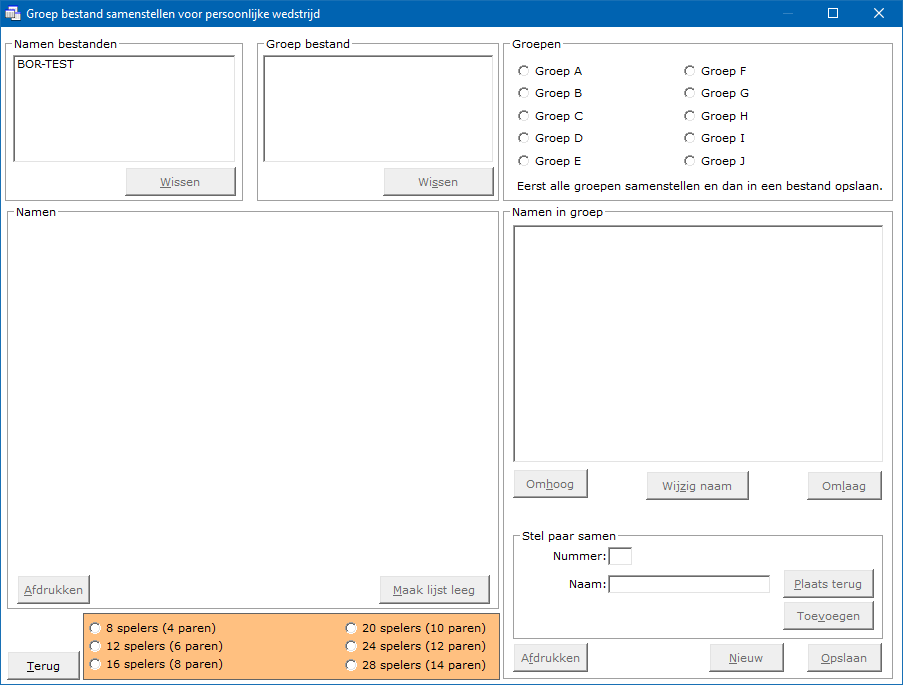 Groep bestand samenstellen voor persoonlijke wedstrijd
Namen bestanden
BOR-TEST
Wissen
Groep bestand
Wissen
Groepen
Groep A
Groep B
Groep C
Groep D
Groep E
Groep F
Groep G
Groep H
Groep I
Groep J
Eerst alle groepen samenstellen en dan in een bestand opslaan.
Namen
Afdrukken
Maak lijst leeg
Namen in groep
Omhoog
Wijzig naam
Omlaag
Stel paar samen
Nummer:
Naam:
Plaats terug
Toevoegen
Terug
8 spelers (4 paren)
12 spelers (6 paren)
16 spelers (8 paren)
20 spelers (10 paren)
24 spelers (12 paren)
28 spelers (14 paren)
Afdrukken
Nieuw
Opslaan